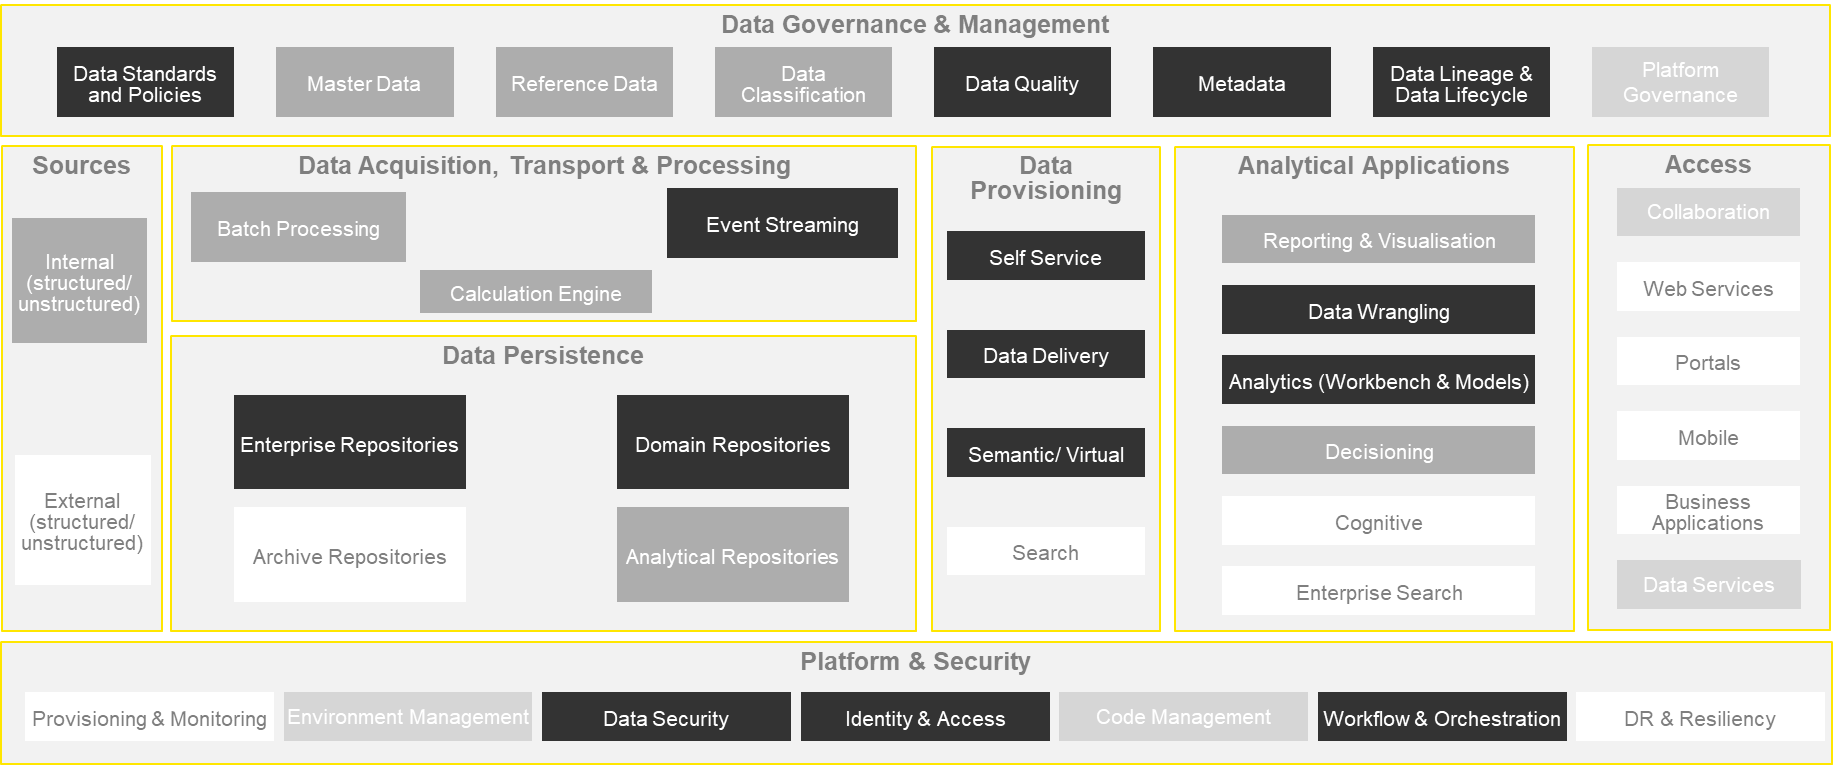 Data Governance & Management
Data Standards
and Policies
Master Data
Reference Data
Data
Classification
Data Quality
Metadata
Data Lineage &
Data Lifecycle
Platform
Governance
Sources
Internal
(structured/
unstructured)
External
(structured/
unstructured)
Data Acquisition, Transport & Processing
Batch Processing
Event Streaming
Calculation Engine
Data Persistence
Enterprise Repositories
Domain Repositories
Archive Repositories
Analytical Repositories
Data
Provisioning
Self Service
Data Delivery
Semantic/ Virtual
Search
Analytical Applications
Reporting & Visualisation
Data Wrangling
Analytics (Workbench & Models)
Decisioning
Cognitive
Enterprise Search
Access
Collaboration
Web Services
Portals
Mobile
Business
Applications
Data Services
Platform & Security
Provisioning & Monitoring
Environment Management
Data Security
Identity & Access
Code Management
Workflow & Orchestration
DR & Resiliency